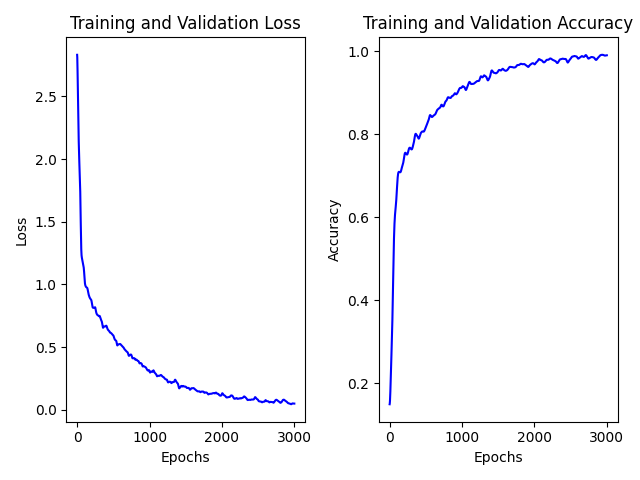 Training and Validation Loss
2.5
2.0
1.5
1.0
0.5
0.0
Loss
0 1000 2000 3000
Epochs
Training and Validation Accuracy
1.0
0.8
0.6
0.4
0.2
Accuracy
0 1000 2000 3000
Epochs